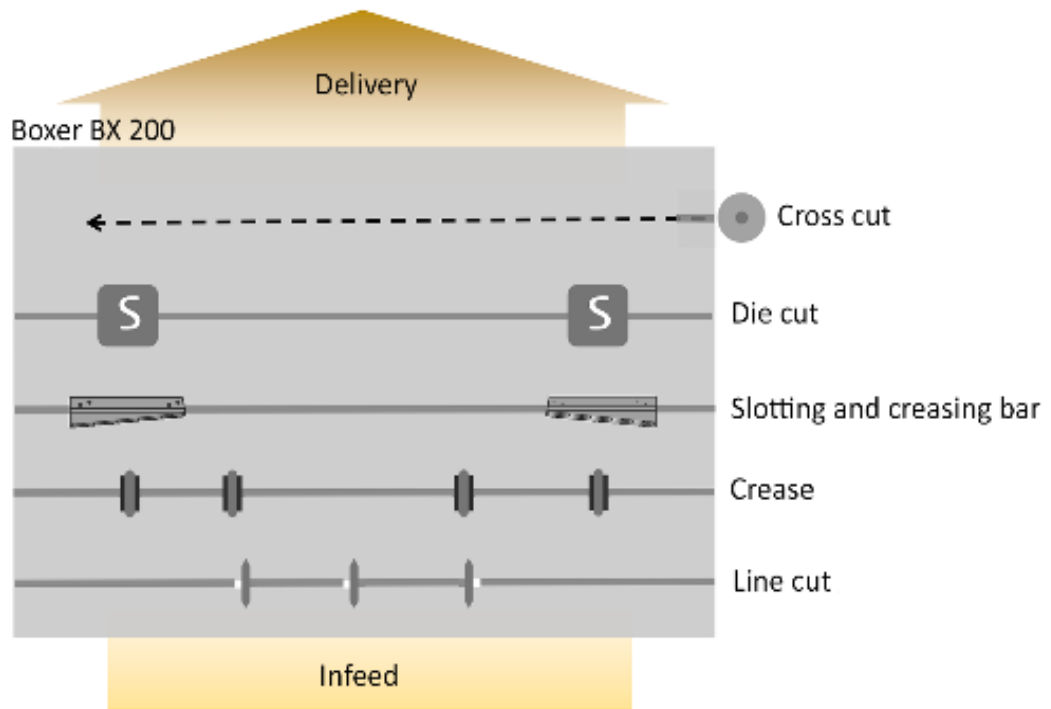 Delivery
Boxer BX 200
Cross cut
S S
Die cut
Slotting and creasing bar
Crease
Line cut
Infeed